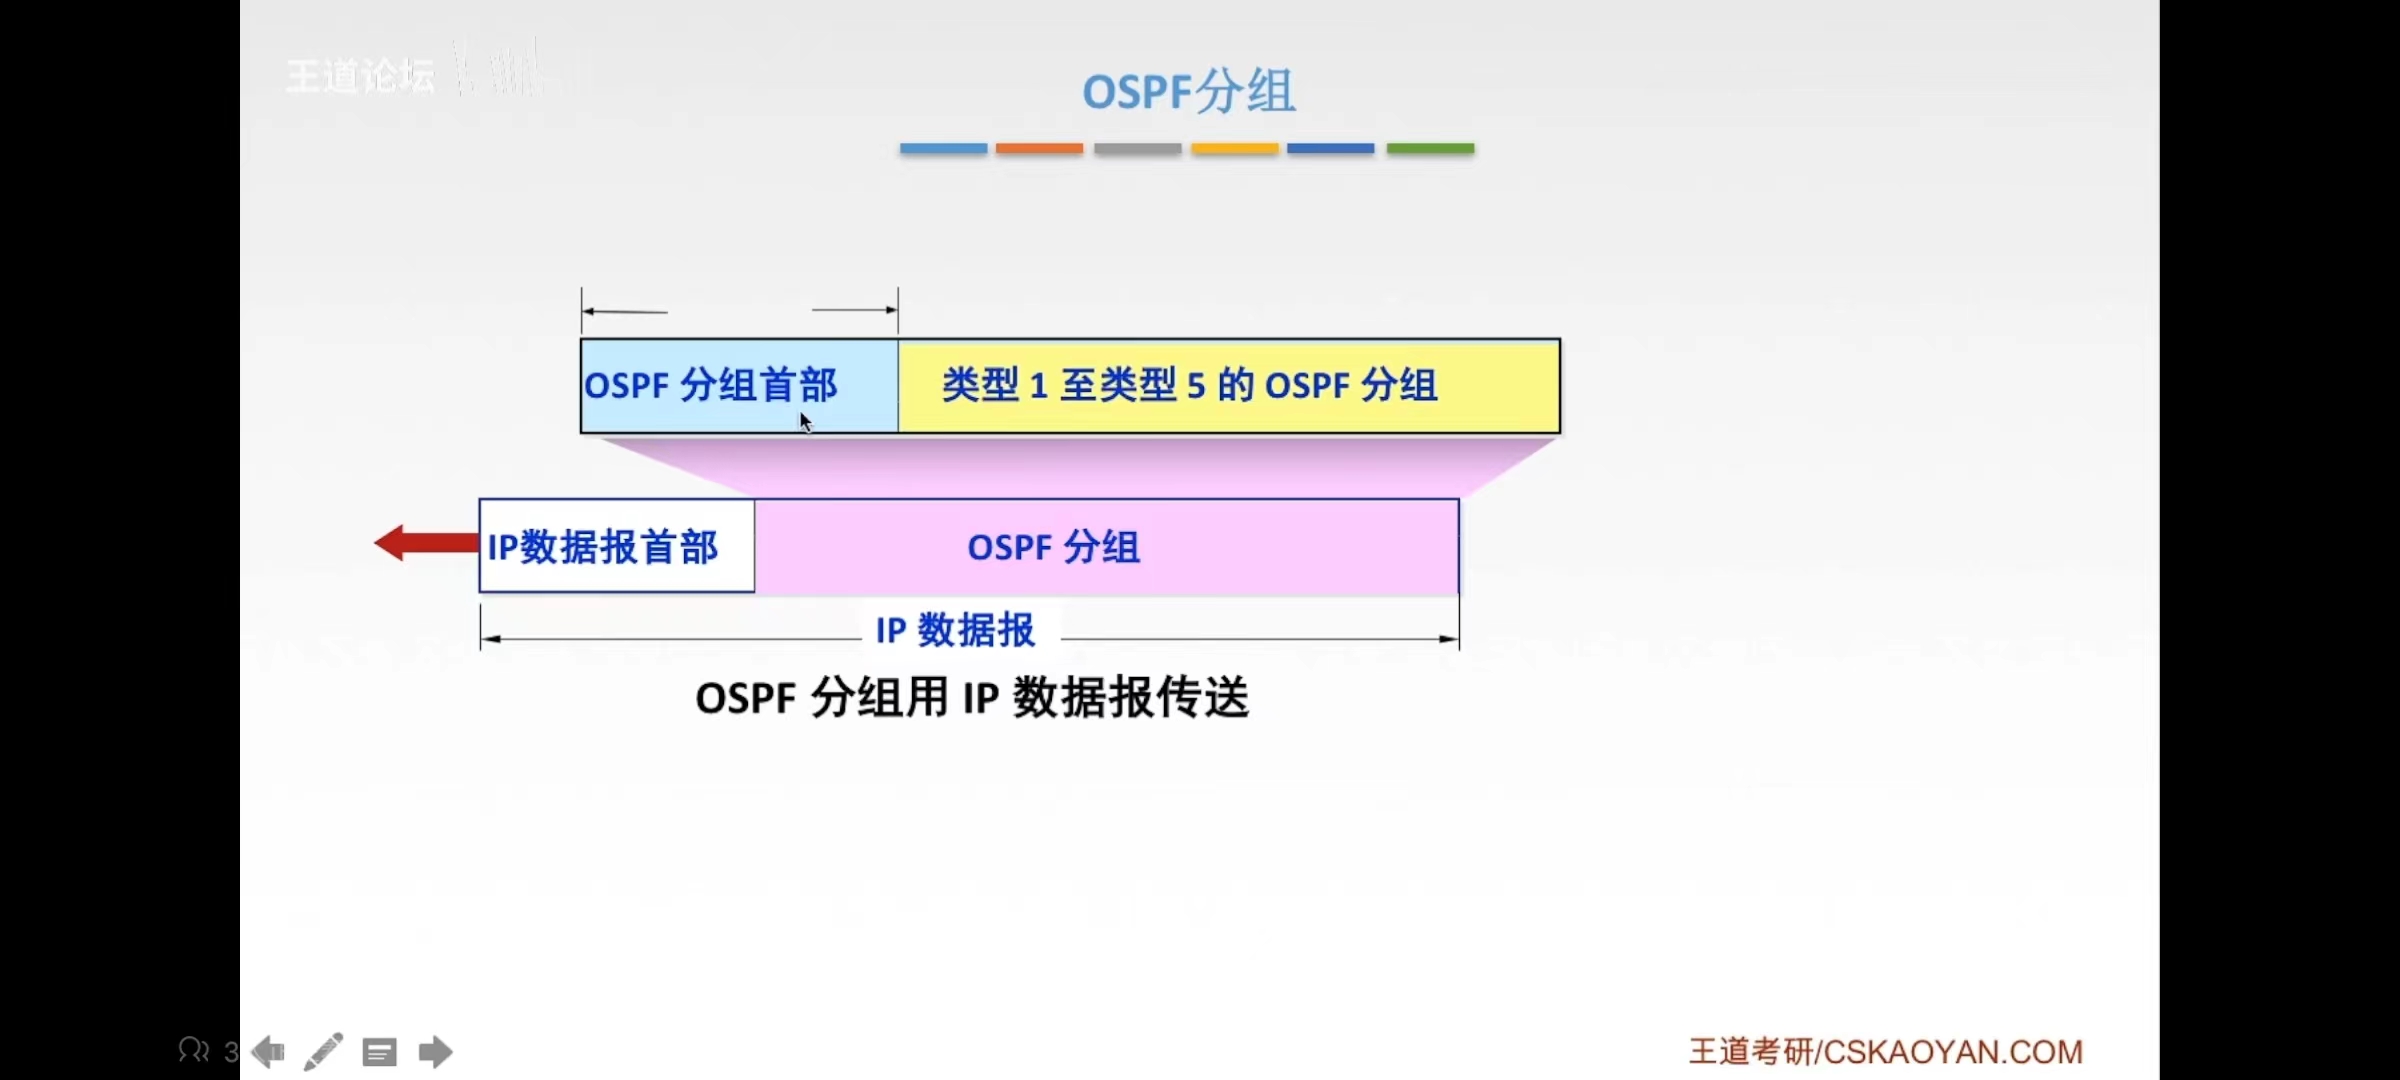 王道论坛
OSPF分组
OSPF 分组首部
类型 1 至类型 5 的 OSPF 分组
IP数据报首部
OSPF 分组
IP 数据报
OSPF 分组用 IP 数据报传送
3
王道考研/CSKAOYAN.COM